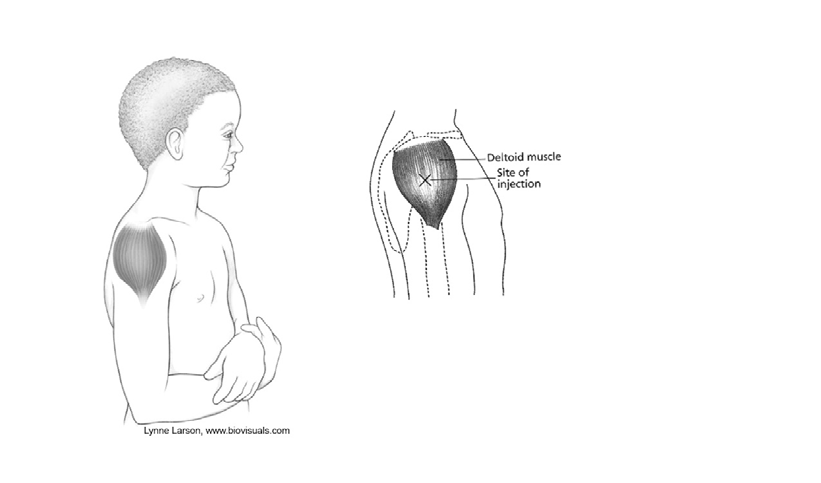 Deltoid muscle
Site of
injection
Lynne Larson, www.biovisuals.com